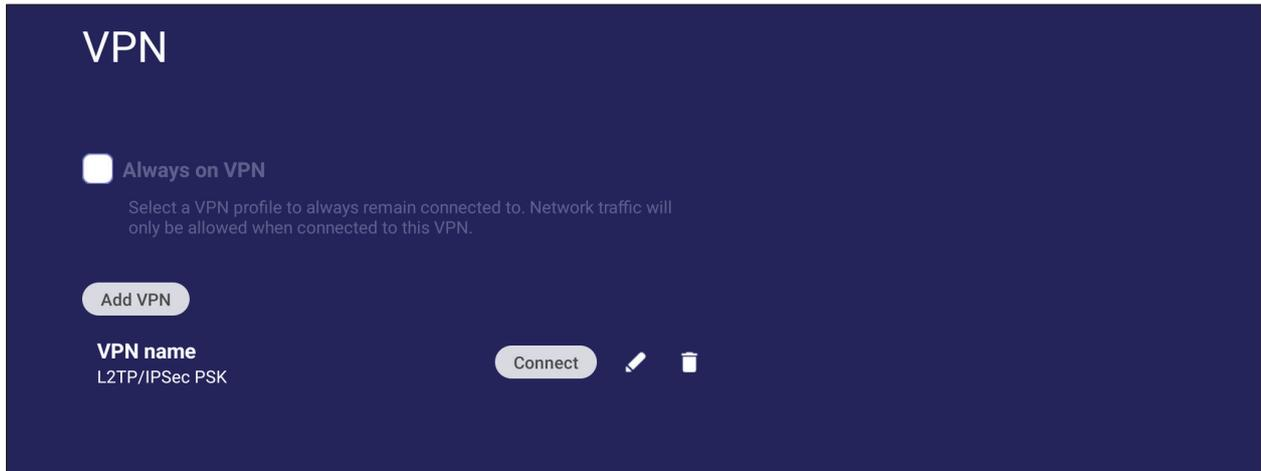 VPN
Always on VPN
Select a VPN profile to always remain connected to. Network traffic will
only be allowed when connected to this VPN.
Add VPN
VPN name
L2TP/IPSec PSK
Connect